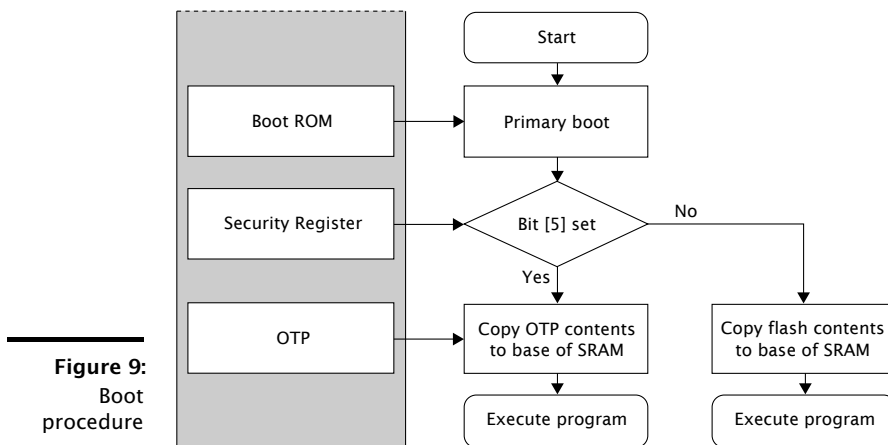 Start
Boot ROM
Primary boot
Security Register
Bit [5] set
No
Yes
OTP
Copy OTP contents
to base of SRAM
Copy flash contents
to base of SRAM
Execute program
Execute program
Figure 9:
Boot
procedure